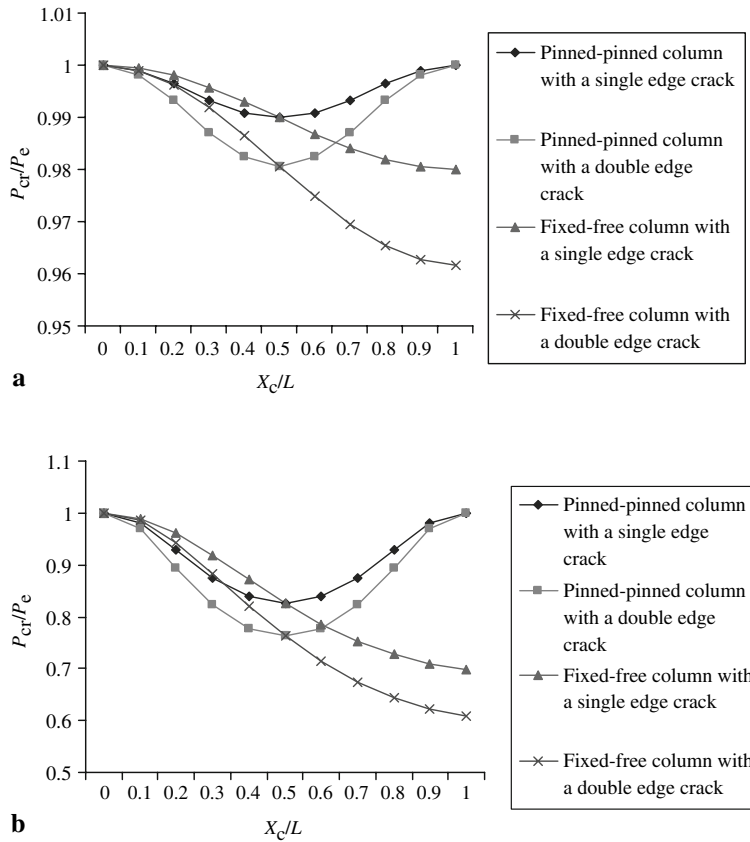 1.01
1
0.99
0.98
0.97
0.96
0.95
P_cr/P_e
0 0.1 0.2 0.3 0.4 0.5 0.6 0.7 0.8 0.9 1
X_c/L
Pinned-pinned column
with a single edge crack
Pinned-pinned column
with a double edge
crack
Fixed-free column with
a single edge crack
Fixed-free column with
a double edge crack
a
1.1
1
0.9
0.8
0.7
0.6
0.5
P_cr/P_e
0 0.1 0.2 0.3 0.4 0.5 0.6 0.7 0.8 0.9 1
X_c/L
Pinned-pinned column
with a single edge
crack
Pinned-pinned column
with a double edge
crack
Fixed-free column with
a single edge crack
Fixed-free column with
a double edge crack
b